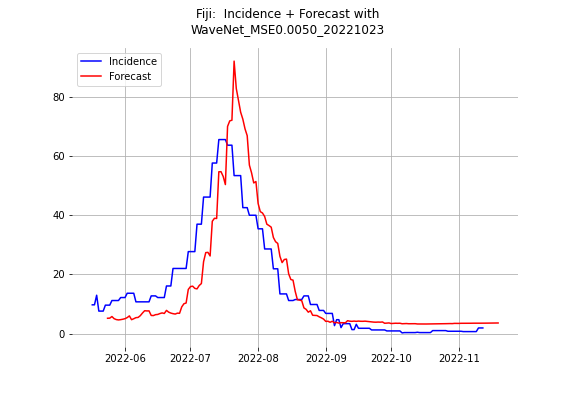 Fiji:  Incidence + Forecast with
WaveNet_MSE0.0050_20221023
Incidence
Forecast
80
60
40
20
0
2022-06 2022-07 2022-08 2022-09 2022-10 2022-11